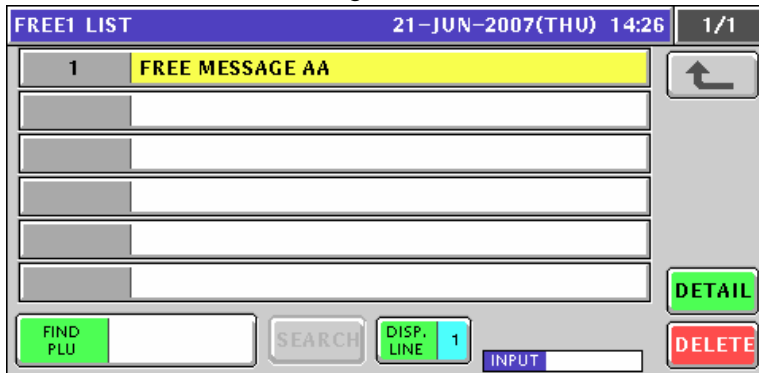 FREE1 LIST 21-JUN-2007(THU) 14:26 1/1
1 FREE MESSAGE AA
DETAIL
FIND PLU SEARCH DISP. LINE 1 INPUT DELETE